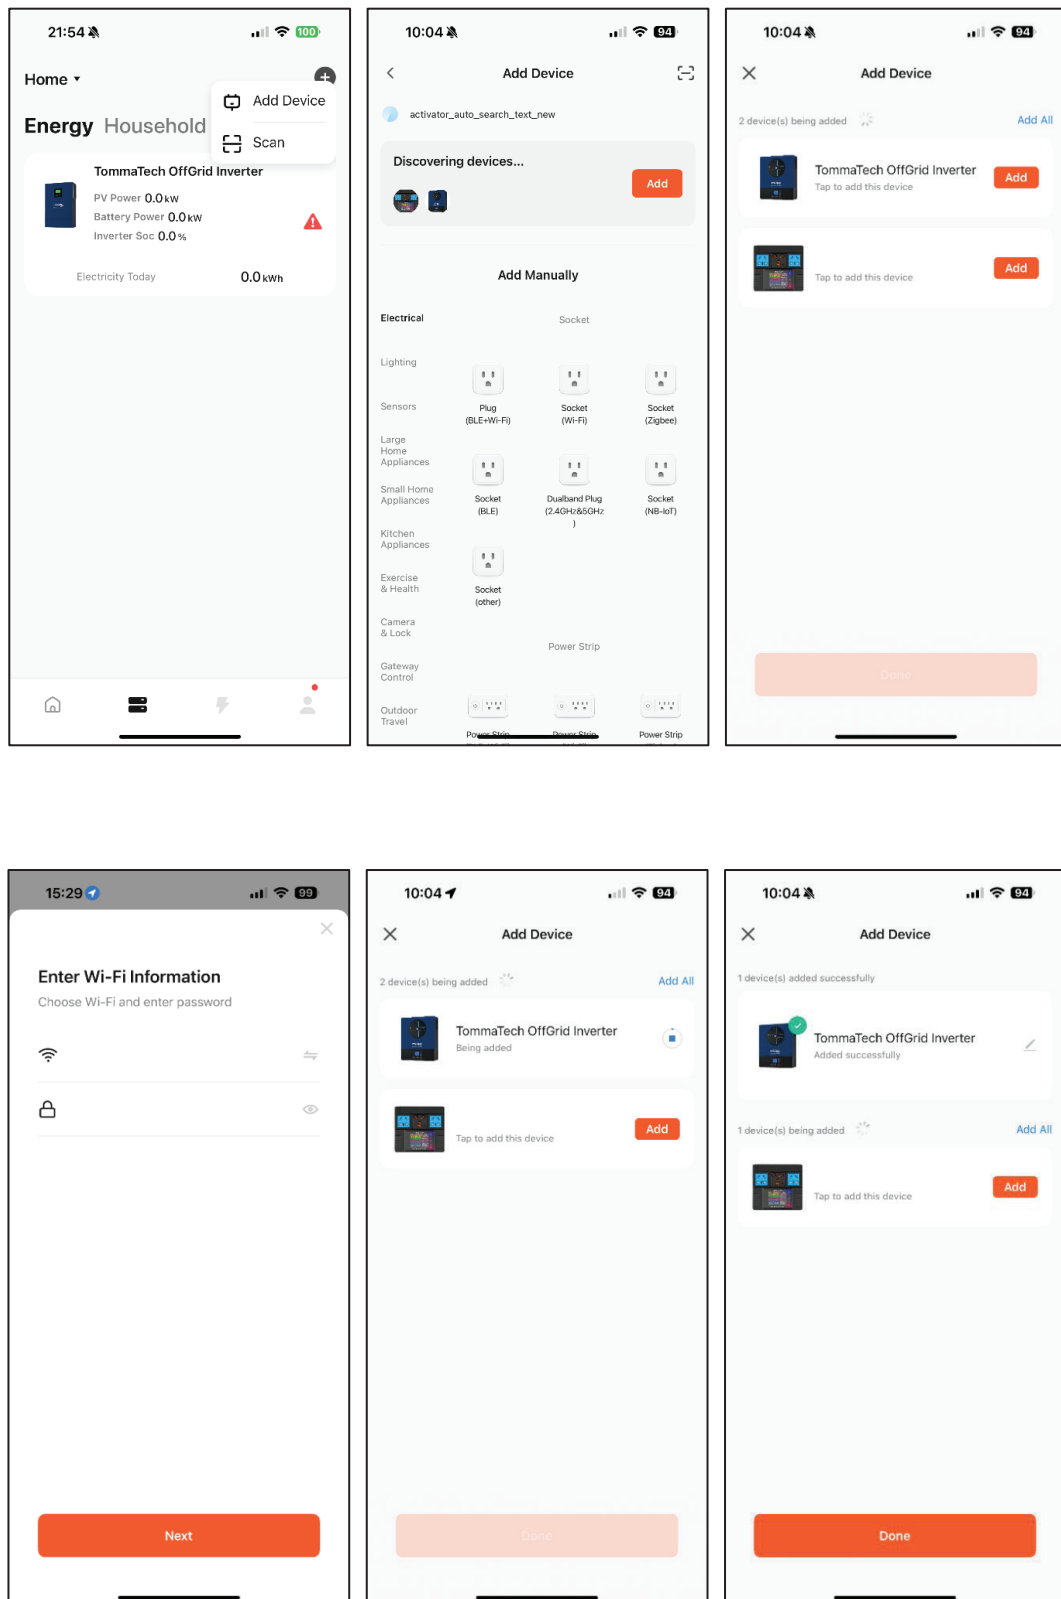 21:54
100
Home
Add Device
Scan
Energy Household
TommaTech OffGrid Inverter
PV Power 0.0 kW
Battery Power 0.0 kW
Inverter Soc 0.0 %
Electricity Today 0.0 kWh
10:04
94
Add Device
activator_auto_search_text_new
Discovering devices...
Add
Add Manually
Electrical
Lighting
Sensors
Large
Home
Appliances
Small Home
Appliances
Kitchen
Appliances
Exercise
& Health
Camera
& Lock
Gateway
Control
Outdoor
Travel
Socket
Plug
(BLE+Wi-Fi)
Socket
(Wi-Fi)
Socket
(Zigbee)
Socket
(BLE)
Dualband Plug
(2.4GHz&5GHz
)
Socket
(NB-IoT)
Socket
(other)
Power Strip
Power Strip
Power Strip
Power Strip
10:04
94
Add Device
2 device(s) being added
Add All
TommaTech OffGrid Inverter
Tap to add this device
Add
Tap to add this device
Add
Done
15:29
99
Enter Wi-Fi Information
Choose Wi-Fi and enter password
Next
10:04
94
Add Device
2 device(s) being added
Add All
TommaTech OffGrid Inverter
Being added
Tap to add this device
Add
Done
10:04
94
Add Device
1 device(s) added successfully
TommaTech OffGrid Inverter
Added successfully
1 device(s) being added
Add All
Tap to add this device
Add
Done